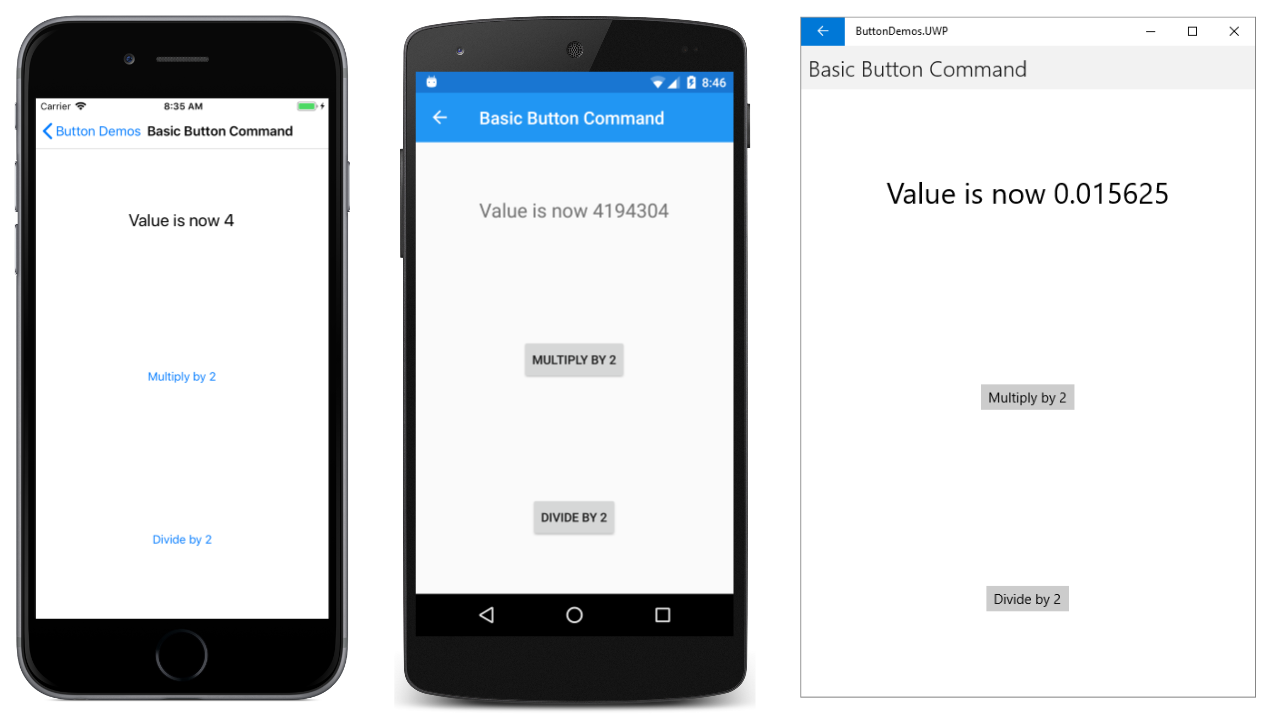 Carrier 8:35 AM
Button Demos Basic Button Command
Value is now 4
Multiply by 2
Divide by 2
8:46
Basic Button Command
Value is now 4194304
MULTIPLY BY 2
DIVIDE BY 2
ButtonDemos.UWP
Basic Button Command
Value is now 0.015625
Multiply by 2
Divide by 2